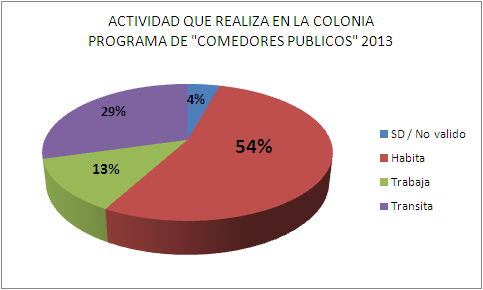 ACTIVIDAD QUE REALIZA EN LA COLONIA
PROGRAMA DE "COMEDORES PUBLICOS" 2013
4%
29%
54%
13%
SD / No valido
Habita
Trabaja
Transita